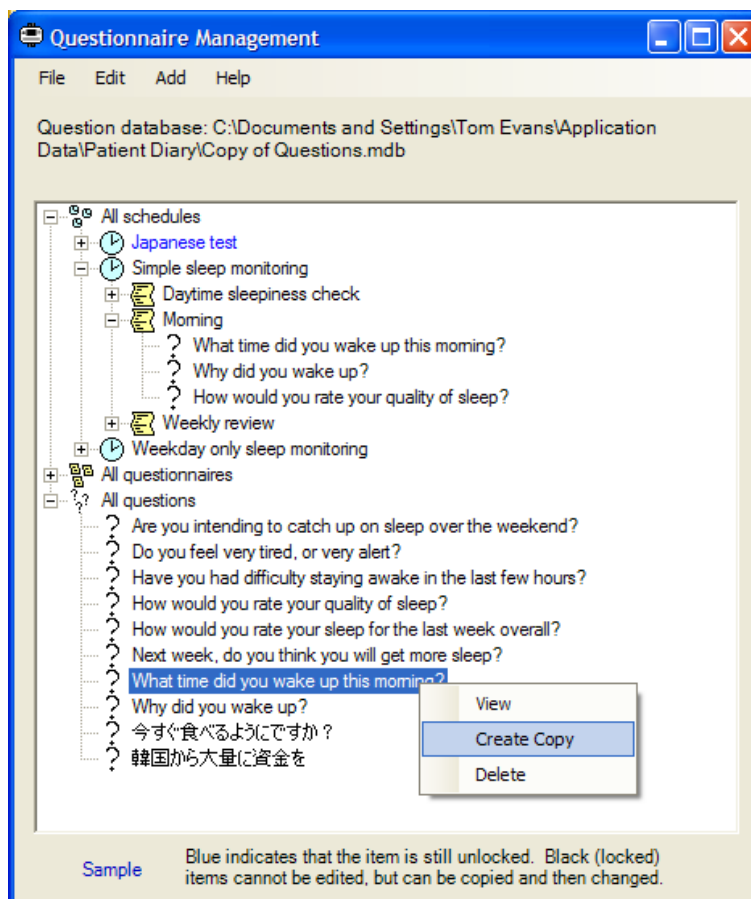 Questionnaire Management
File Edit Add Help
Question database: C:\Documents and Settings\Tom Evans\Application
Data\Patient Diary\Copy of Questions.mdb
All schedules
Japanese test
Simple sleep monitoring
Daytime sleepiness check
Morning
What time did you wake up this morning?
Why did you wake up?
How would you rate your quality of sleep?
Weekly review
Weekday only sleep monitoring
All questionnaires
All questions
Are you intending to catch up on sleep over the weekend?
Do you feel very tired, or very alert?
Have you had difficulty staying awake in the last few hours?
How would you rate your quality of sleep?
How would you rate your sleep for the last week overall?
Next week, do you think you will get more sleep?
What time did you wake up this morning?
Why did you wake up?
今すぐ食べるようにですか？
韓国から大量に資金を
View
Create Copy
Delete
Sample
Blue indicates that the item is still unlocked. Black (locked)
items cannot be edited, but can be copied and then changed.